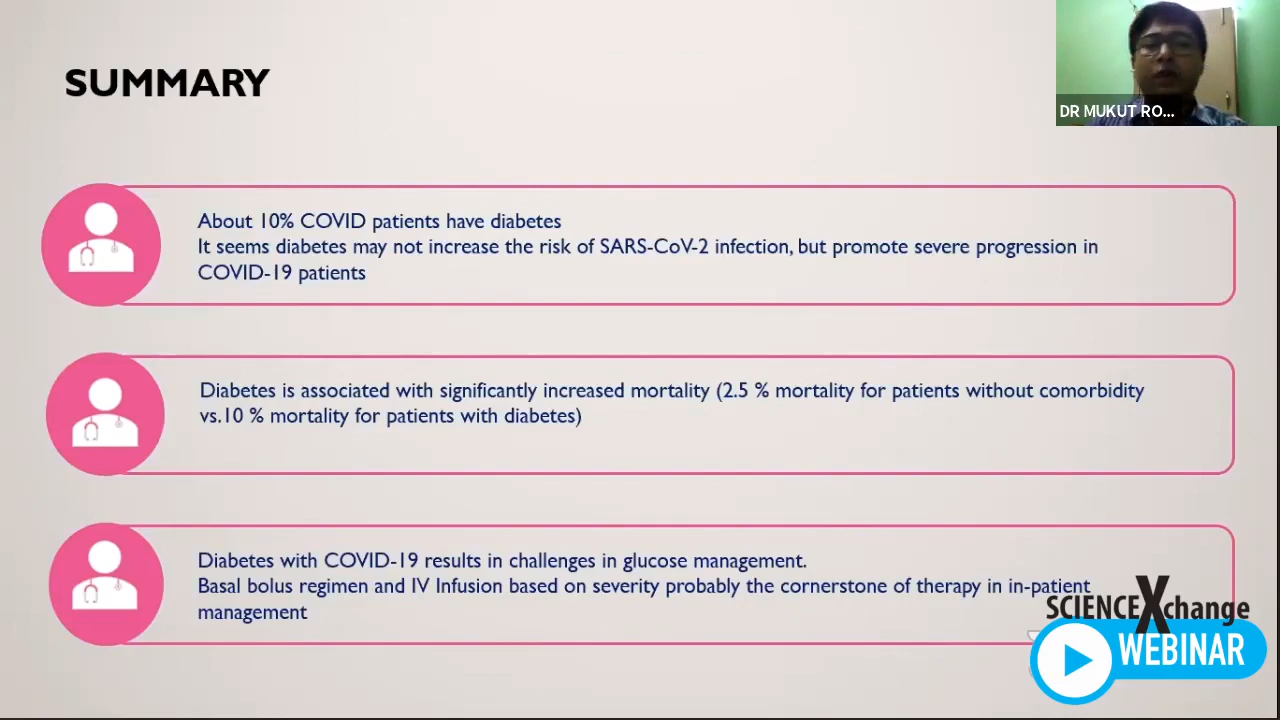 SUMMARY
DR MUKUT RO...
About 10% COVID patients have diabetes
It seems diabetes may not increase the risk of SARS-CoV-2 infection, but promote severe progression in
COVID-19 patients
Diabetes is associated with significantly increased mortality (2.5 % mortality for patients without comorbidity
vs.10 % mortality for patients with diabetes)
Diabetes with COVID-19 results in challenges in glucose management.
Basal bolus regimen and IV Infusion based on severity probably the cornerstone of therapy in in-patient
management
SCIENCEXchange
WEBINAR